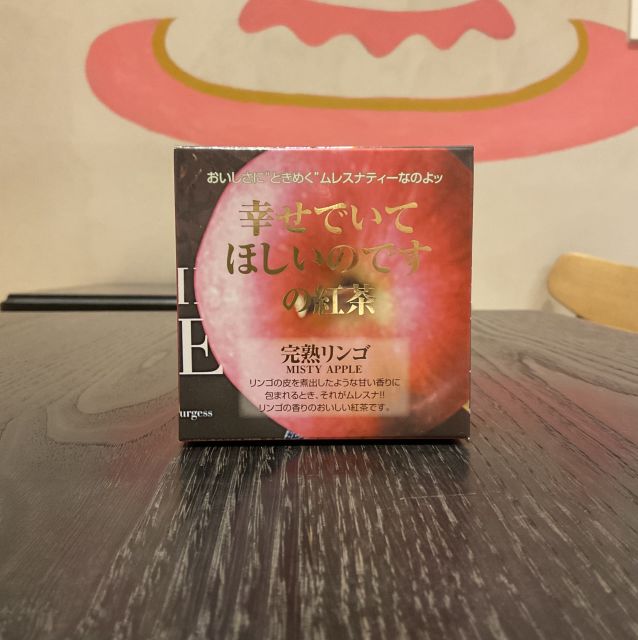 おいしさに"ときめく"ムレスナティーなのよッ
幸せでいて
ほしいのです
の紅茶
E
完熟リンゴ
MISTY APPLE
リンゴの皮を煮出したような甘い香りに
包まれるとき、それがムレスナ!!
リンゴの香りのおいしい紅茶です。
urgess